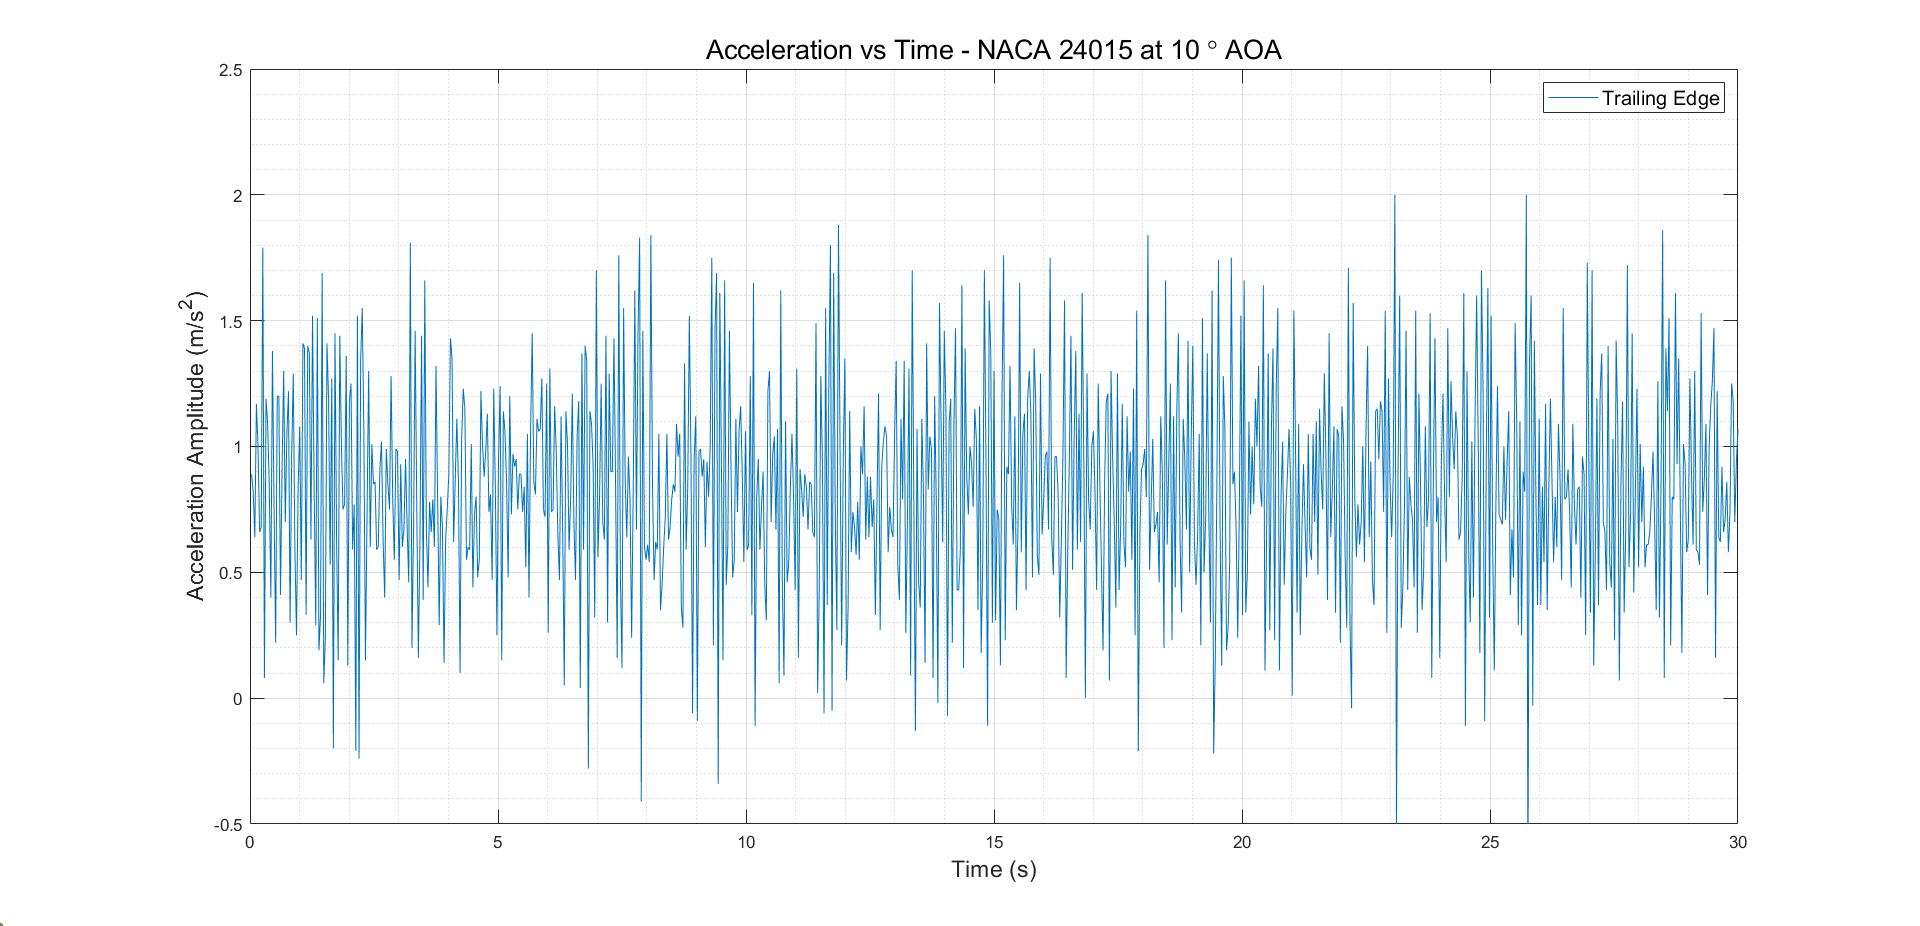 Acceleration vs Time - NACA 24015 at 10 ° AOA
Trailing Edge
2.5
2
1.5
1
0.5
0
-0.5
Acceleration Amplitude (m/s²)
0 5 10 15 20 25 30
Time (s)